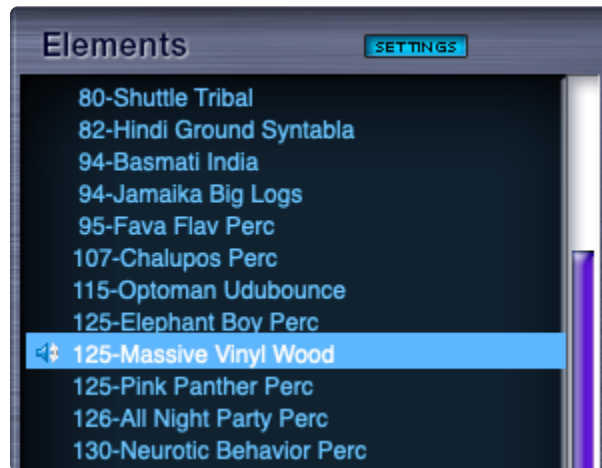 Elements
SETTINGS
80-Shuttle Tribal
82-Hindi Ground Syntabla
94-Basmati India
94-Jamaika Big Logs
95-Fava Flav Perc
107-Chalupos Perc
115-Optoman Udubounce
125-Elephant Boy Perc
125-Massive Vinyl Wood
125-Pink Panther Perc
126-All Night Party Perc
130-Neurotic Behavior Perc